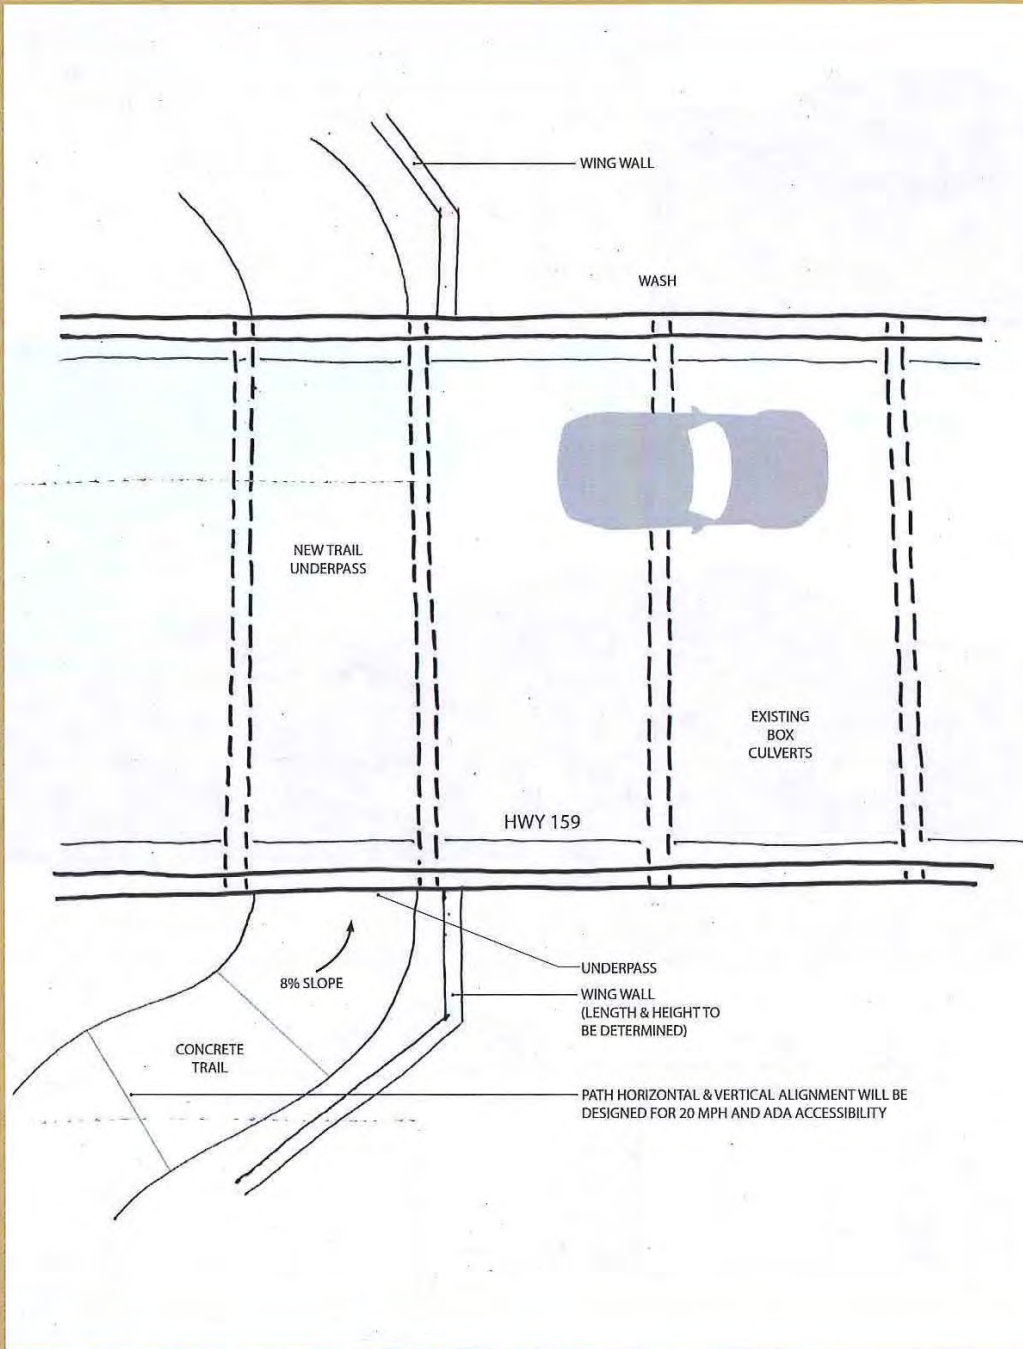 WING WALL
WASH
NEW TRAIL
UNDERPASS
EXISTING
BOX
CULVERTS
HWY 159
UNDERPASS
8% SLOPE
WING WALL
(LENGTH & HEIGHT TO
BE DETERMINED)
CONCRETE
TRAIL
PATH HORIZONTAL & VERTICAL ALIGNMENT WILL BE
DESIGNED FOR 20 MPH AND ADA ACCESSIBILITY